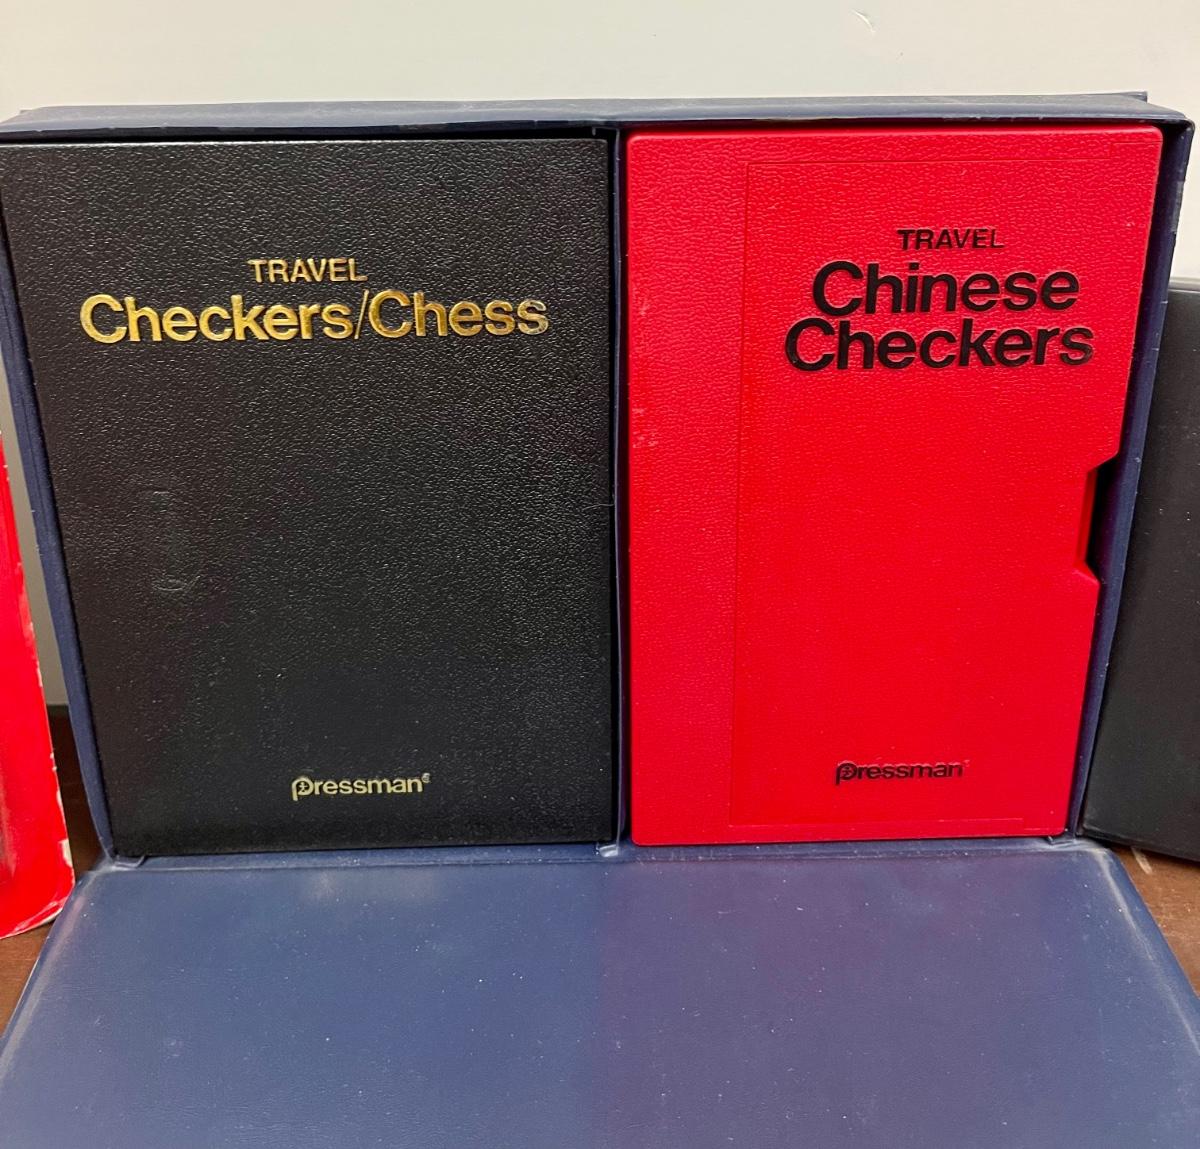 TRAVEL
Checkers/Chess
Pressman®
TRAVEL
Chinese
Checkers
Pressman®